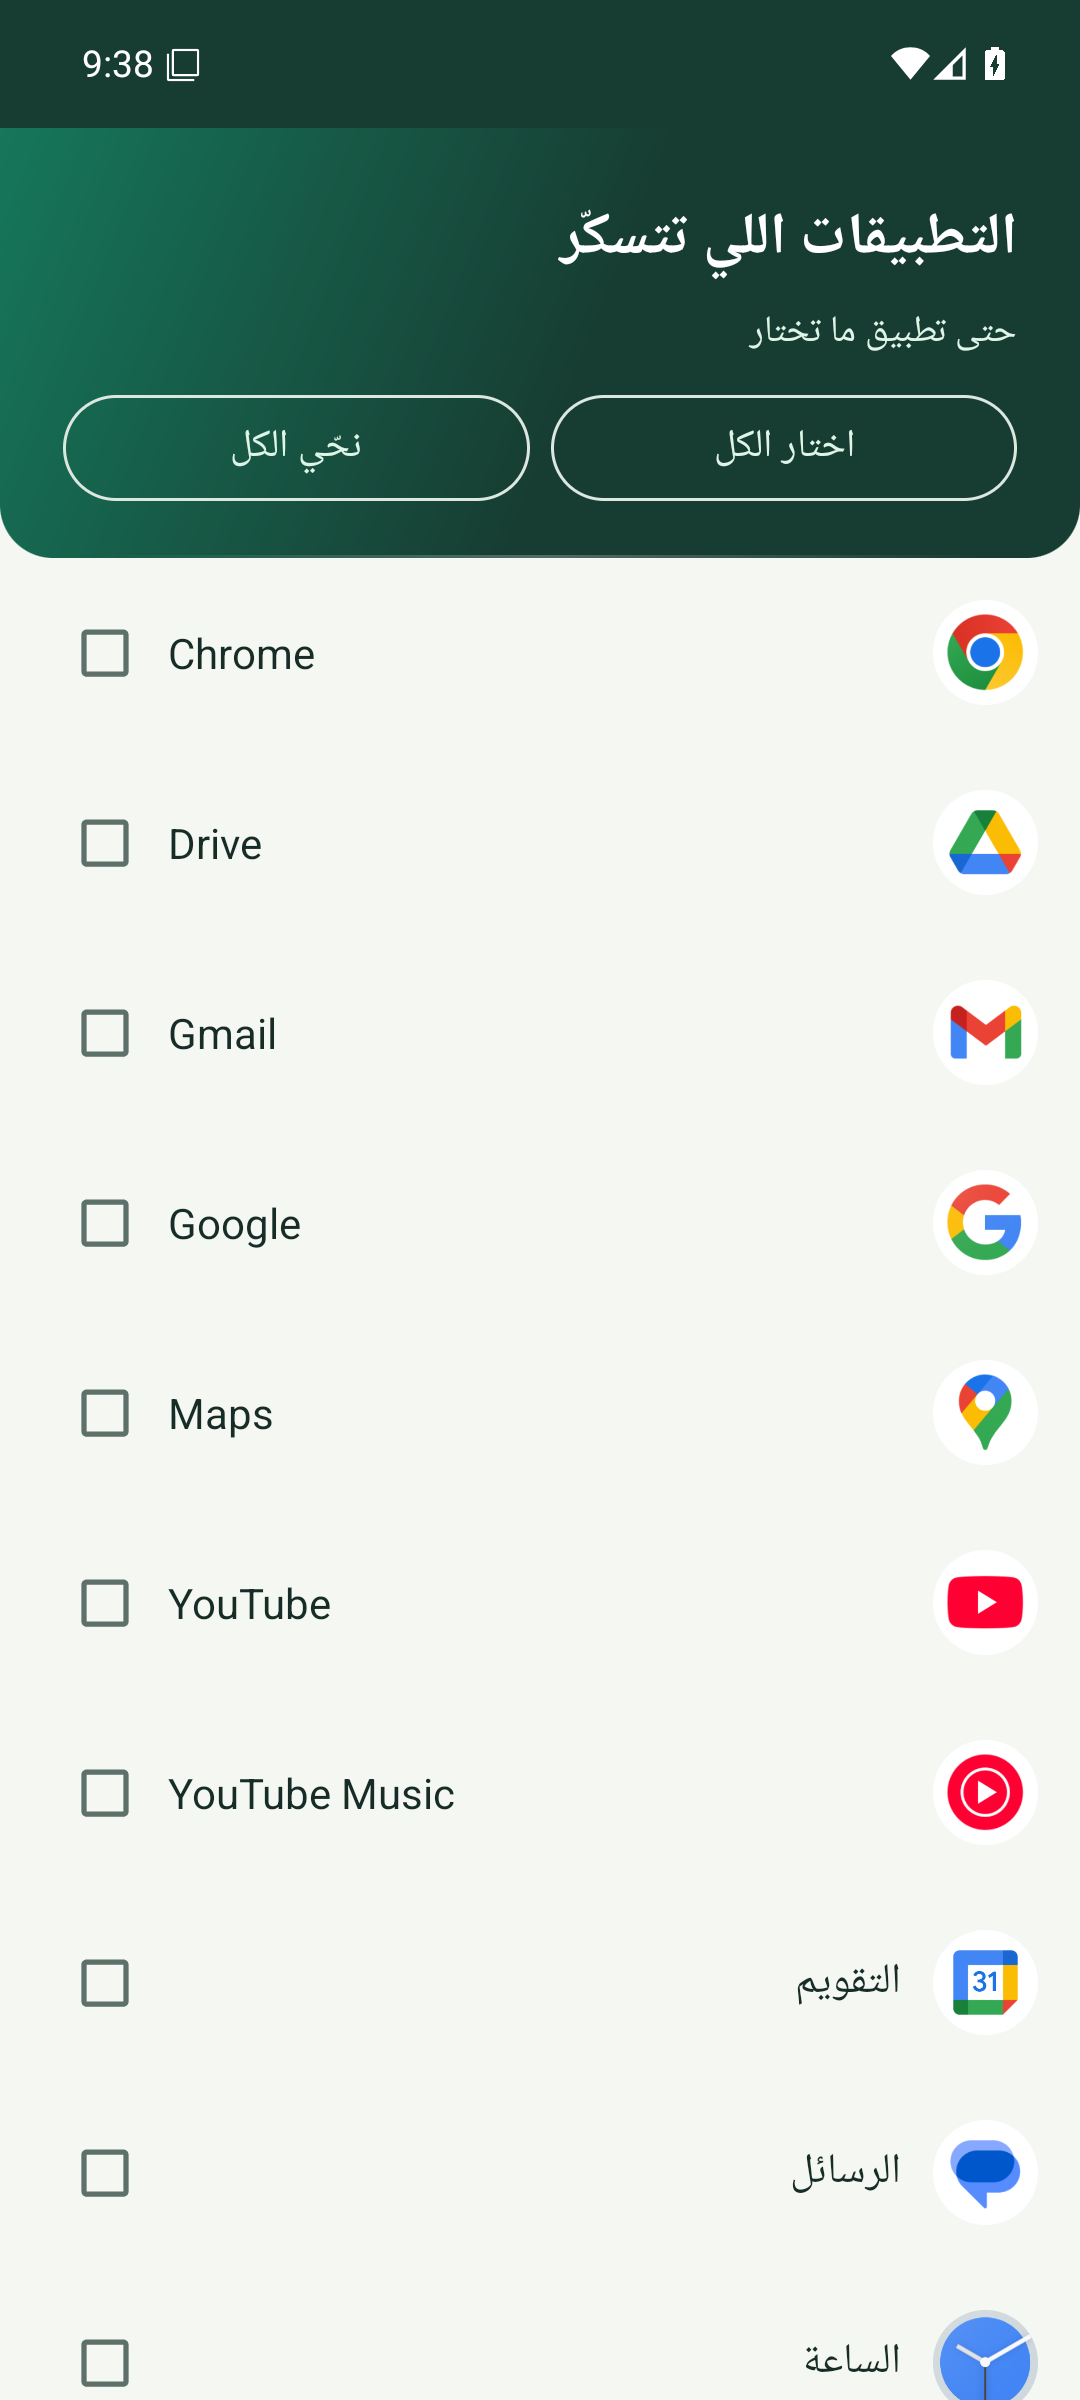 9:38
التطبيقات اللي تتسكّر
حتى تطبيق ما تختار
اختار الكل
نحّي الكل
Chrome
Drive
Gmail
Google
Maps
YouTube
YouTube Music
31
التقويم
الرسائل
الساعة